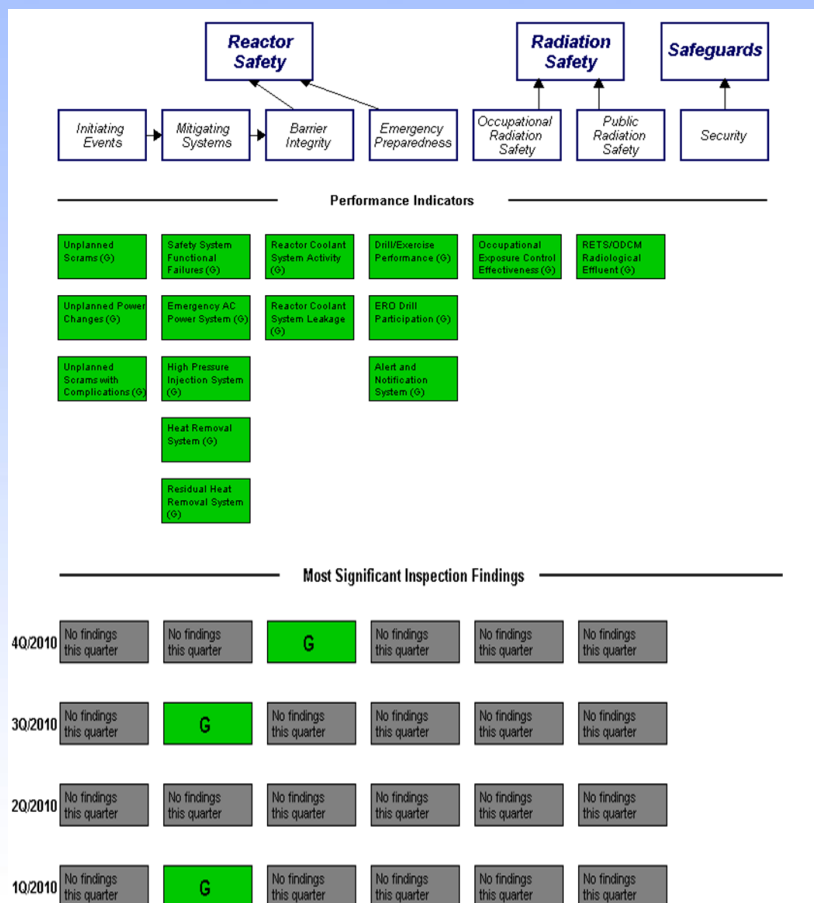 Reactor
Safety
Radiation
Safety
Safeguards
Initiating
Events
Mitigating
Systems
Barrier
Integrity
Emergency
Preparedness
Occupational
Radiation
Safety
Public
Radiation
Safety
Security
Performance Indicators
Unplanned
Scrams (G)
Safety System
Functional
Failures (G)
Reactor Coolant
System Activity
(G)
Drill/Exercise
Performance (G)
Occupational
Exposure Control
Effectiveness (G)
RETS/ODCM
Radiological
Effluent (G)
Unplanned Power
Changes (G)
Emergency AC
Power System (G)
Reactor Coolant
System Leakage
(G)
ERO Drill
Participation (G)
Unplanned
Scrams with
Complications (G)
High Pressure
Injection System
(G)
Alert and
Notification
System (G)
Heat Removal
System (G)
Residual Heat
Removal System
(G)
Most Significant Inspection Findings
4Q/2010
No findings
this quarter
No findings
this quarter
G
No findings
this quarter
No findings
this quarter
No findings
this quarter
3Q/2010
No findings
this quarter
G
No findings
this quarter
No findings
this quarter
No findings
this quarter
No findings
this quarter
2Q/2010
No findings
this quarter
No findings
this quarter
No findings
this quarter
No findings
this quarter
No findings
this quarter
No findings
this quarter
1Q/2010
No findings
this quarter
G
No findings
this quarter
No findings
this quarter
No findings
this quarter
No findings
this quarter